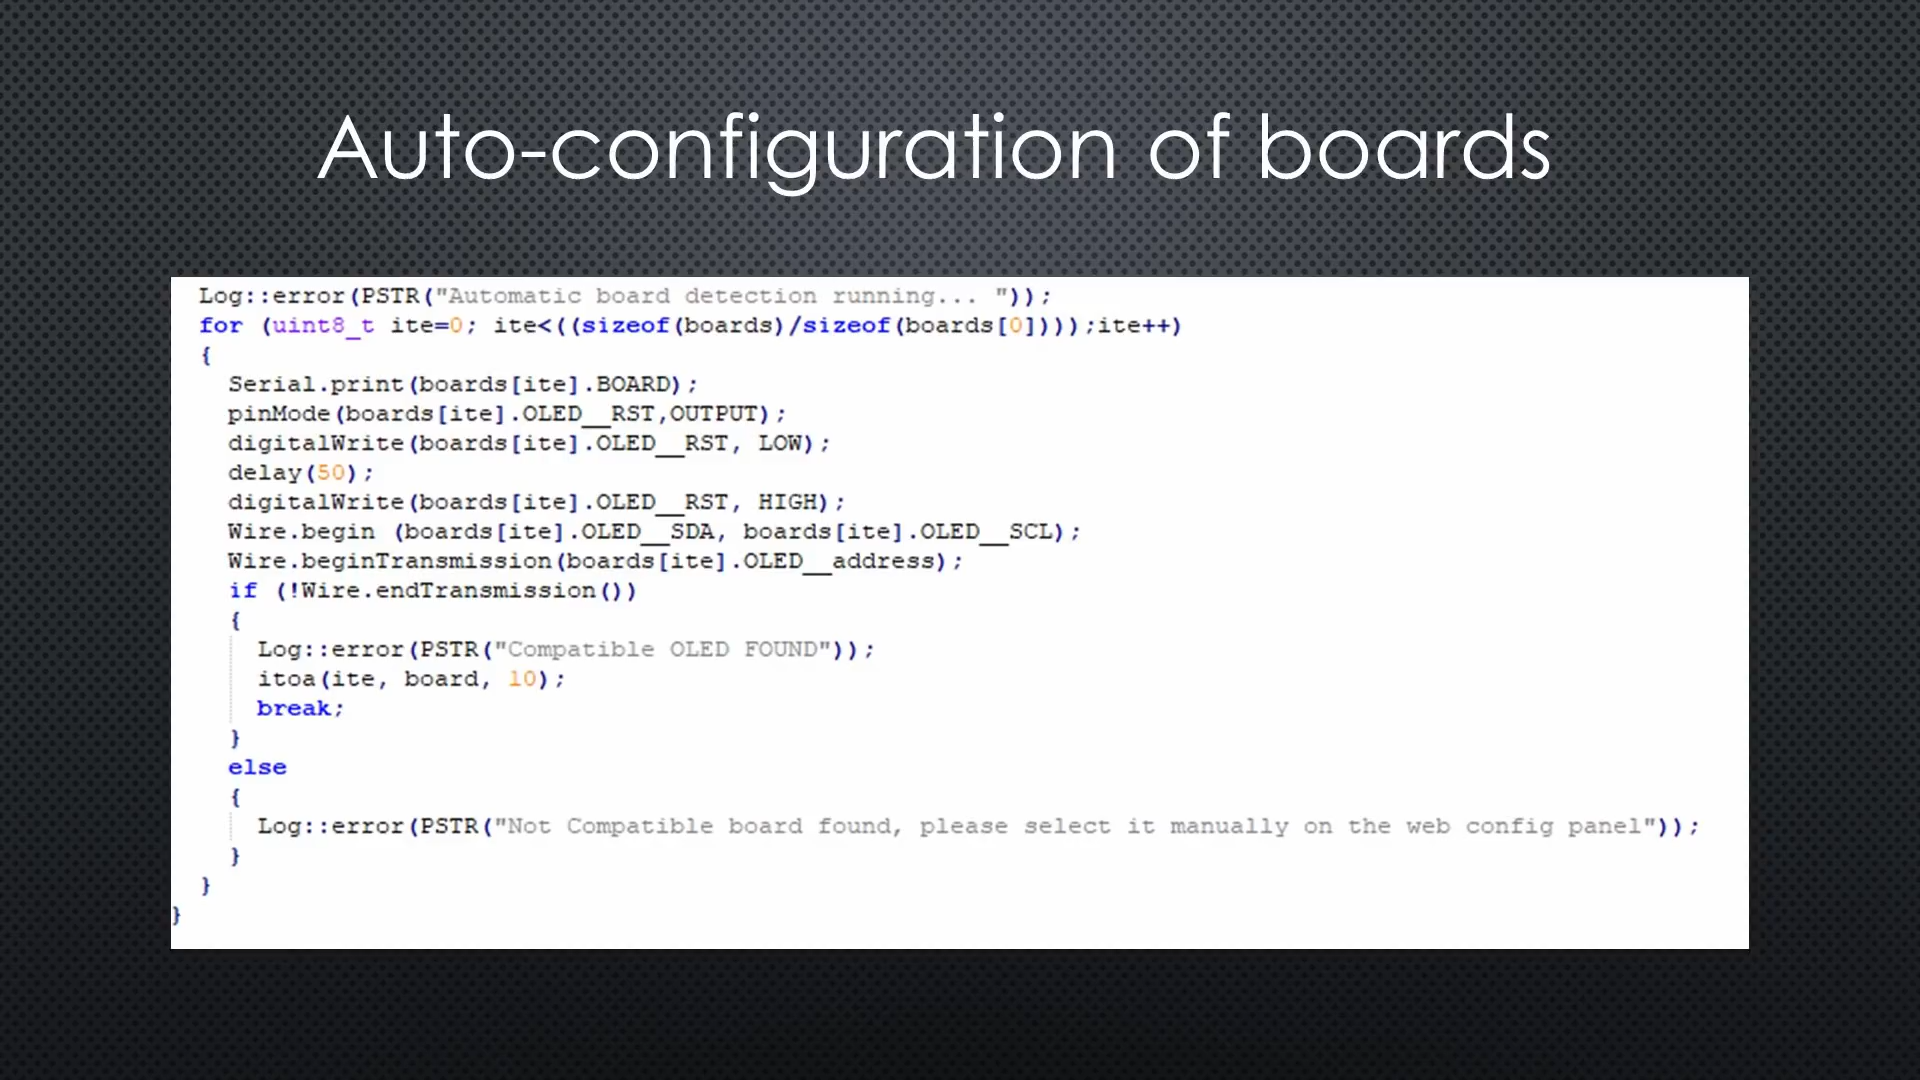 Auto-configuration of boards
Log::error(PSTR("Automatic board detection running... "));
for (uint8_t ite=0; ite<((sizeof(boards)/sizeof(boards[0])));ite++)
{
Serial.print(boards[ite].BOARD);
pinMode(boards[ite].OLED__RST,OUTPUT);
digitalWrite(boards[ite].OLED__RST, LOW);
delay(50);
digitalWrite(boards[ite].OLED__RST, HIGH);
Wire.begin (boards[ite].OLED__SDA, boards[ite].OLED__SCL);
Wire.beginTransmission(boards[ite].OLED__address);
if (!Wire.endTransmission())
{
Log::error(PSTR("Compatible OLED FOUND"));
itoa(ite, board, 10);
break;
}
else
{
Log::error(PSTR("Not Compatible board found, please select it manually on the web config panel"));
}
}
}